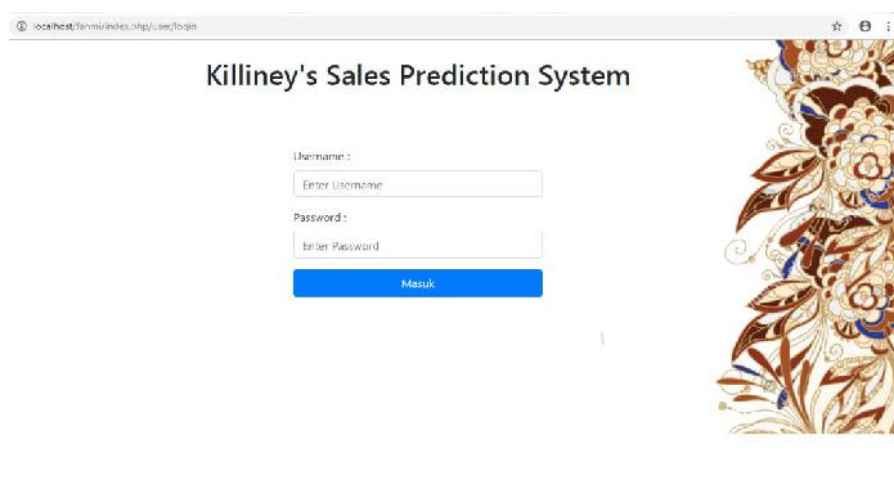 localhost/fahmi/index.php/user/login
Killiney's Sales Prediction System
Username :
Enter Username
Password :
Enter Password
Masuk